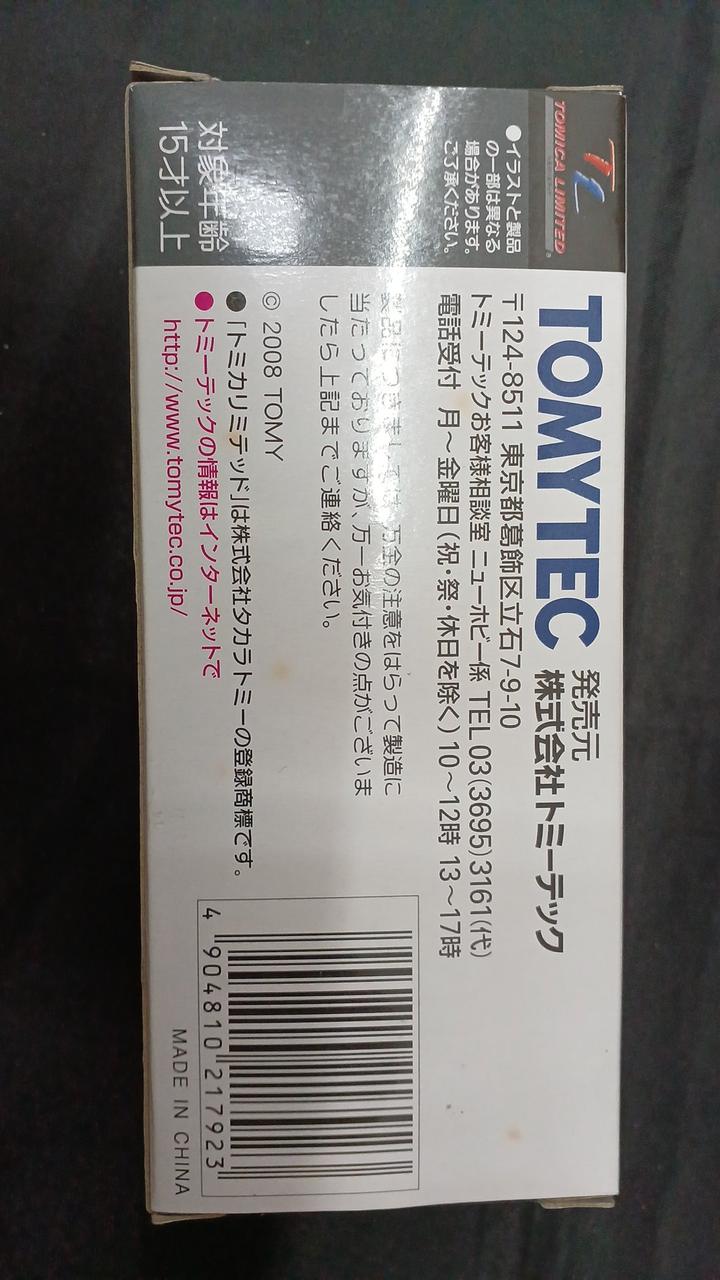 TOMICA LIMITED
●イラストと製品
の一部は異なる
場合があります。
ご了承ください。
対象年齢
15才以上
TOMYTEC
発売元
株式会社トミーテック
〒124-8511 東京都葛飾区立石7-9-10
トミーテックお客様相談室 ニューホビー係 TEL.03(3695)3161(代)
電話受付 月〜金曜日(祝・祭・休日を除く)10〜12時 13〜17時
製品につきましては、万全の注意をはらって製造に
当たっておりますが、万一お気付きの点がございま
したら上記までご連絡ください。
© 2008 TOMY
●「トミカリミテッド」は株式会社タカラトミーの登録商標です。
●トミーテックの情報はインターネットで
http://www.tomytec.co.jp/
4 904810 217923
MADE IN CHINA